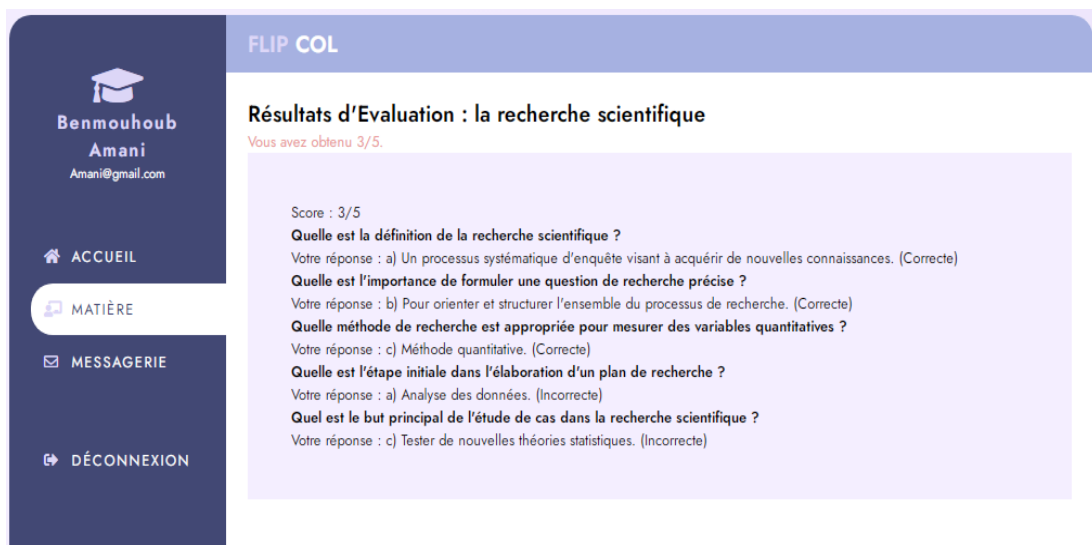 FLIP COL
Benmouhoub
Amani
Amani@gmail.com
ACCUEIL
MATIÈRE
MESSAGERIE
DÉCONNEXION
Résultats d'Evaluation : la recherche scientifique
Vous avez obtenu 3/5.
Score : 3/5
Quelle est la définition de la recherche scientifique ?
Votre réponse : a) Un processus systématique d'enquête visant à acquérir de nouvelles connaissances. (Correcte)
Quelle est l'importance de formuler une question de recherche précise ?
Votre réponse : b) Pour orienter et structurer l'ensemble du processus de recherche. (Correcte)
Quelle méthode de recherche est appropriée pour mesurer des variables quantitatives ?
Votre réponse : c) Méthode quantitative. (Correcte)
Quelle est l'étape initiale dans l'élaboration d'un plan de recherche ?
Votre réponse : a) Analyse des données. (Incorrecte)
Quel est le but principal de l'étude de cas dans la recherche scientifique ?
Votre réponse : c) Tester de nouvelles théories statistiques. (Incorrecte)